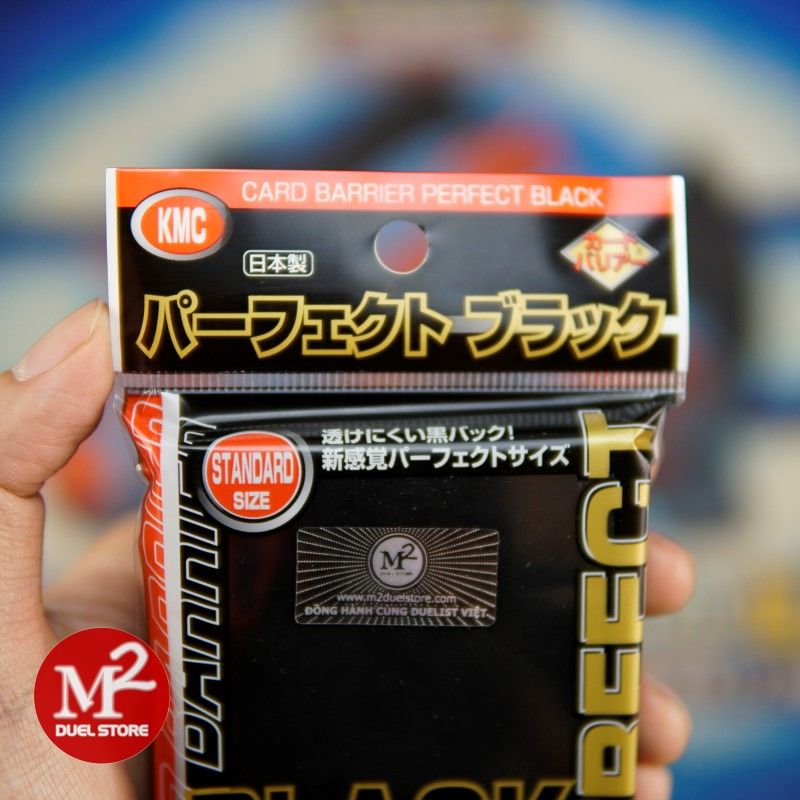 CARD BARRIER PERFECT BLACK
KMC
日本製
カード
バリアー
パーフェクト ブラック
STANDARD
SIZE
透けにくい黒バック!
新感覚パーフェクトサイズ
M2
DUEL STORE
www.m2duelstore.com
ĐỒNG HÀNH CÙNG DUELIST VIỆT
BARRIER
PERFECT
BLACK
M2
DUEL STORE